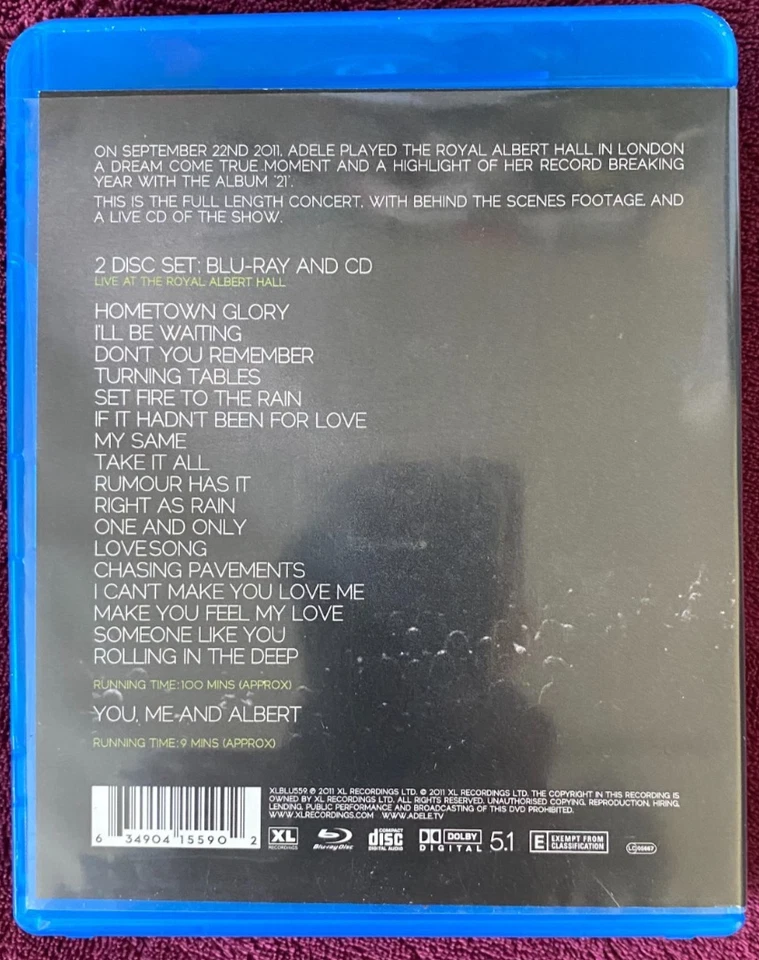 ON SEPTEMBER 22ND 2011, ADELE PLAYED THE ROYAL ALBERT HALL IN LONDON
A DREAM COME TRUE MOMENT AND A HIGHLIGHT OF HER RECORD BREAKING
YEAR WITH THE ALBUM '21'.
THIS IS THE FULL LENGTH CONCERT, WITH BEHIND THE SCENES FOOTAGE AND
A LIVE CD OF THE SHOW.
2 DISC SET: BLU-RAY AND CD
LIVE AT THE ROYAL ALBERT HALL
HOMETOWN GLORY
I'LL BE WAITING
DON'T YOU REMEMBER
TURNING TABLES
SET FIRE TO THE RAIN
IF IT HADN'T BEEN FOR LOVE
MY SAME
TAKE IT ALL
RUMOUR HAS IT
RIGHT AS RAIN
ONE AND ONLY
LOVESONG
CHASING PAVEMENTS
I CAN'T MAKE YOU LOVE ME
MAKE YOU FEEL MY LOVE
SOMEONE LIKE YOU
ROLLING IN THE DEEP
RUNNING TIME: 100 MINS (APPROX)
YOU, ME AND ALBERT
RUNNING TIME: 9 MINS (APPROX)
XLBLU559 ℗ 2011 XL RECORDINGS LTD. © 2011 XL RECORDINGS LTD. THE COPYRIGHT IN THIS RECORDING IS
OWNED BY XL RECORDINGS LTD. ALL RIGHTS RESERVED. UNAUTHORISED COPYING, REPRODUCTION, HIRING,
LENDING, PUBLIC PERFORMANCE AND BROADCASTING OF THIS DVD PROHIBITED.
WWW.XLRECORDINGS.COM WWW.ADELE.TV
6 34904 15590 2
XL RECORDINGS
Blu-ray Disc
COMPACT disc DIGITAL AUDIO
DOLBY DIGITAL 5.1
E EXEMPT FROM CLASSIFICATION
LC05667